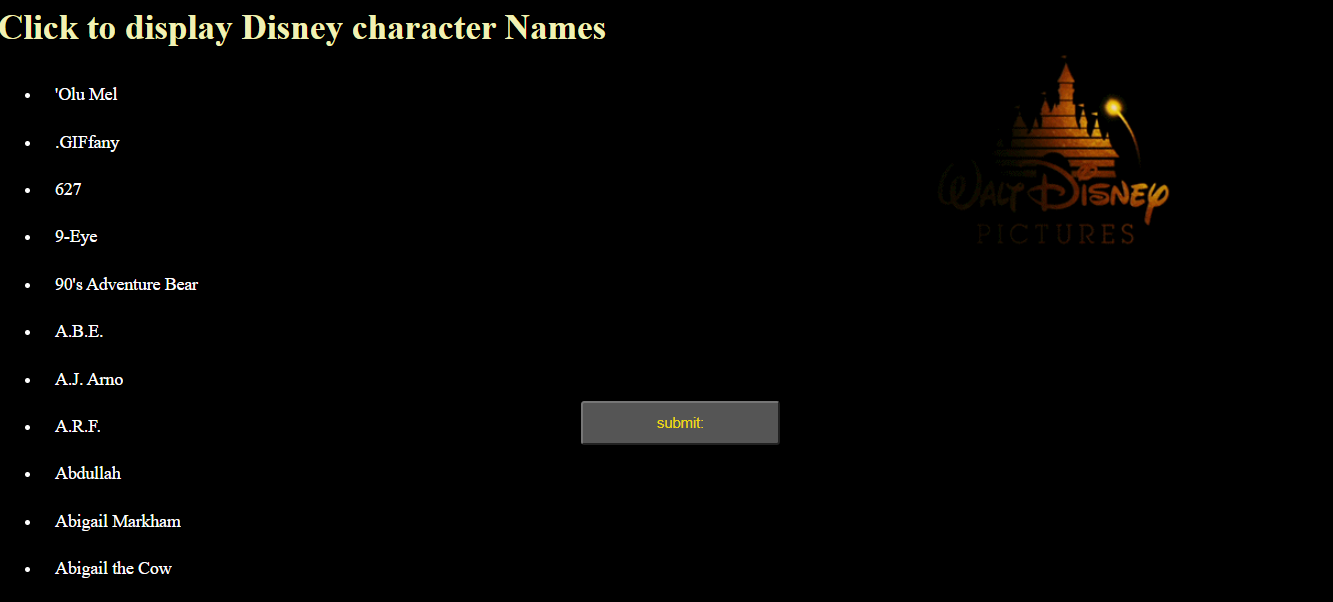 Click to display Disney character Names
'Olu Mel
.GIFfany
627
9-Eye
90's Adventure Bear
A.B.E.
A.J. Arno
A.R.F.
Abdullah
Abigail Markham
Abigail the Cow
WALT DISNEY
PICTURES
submit: